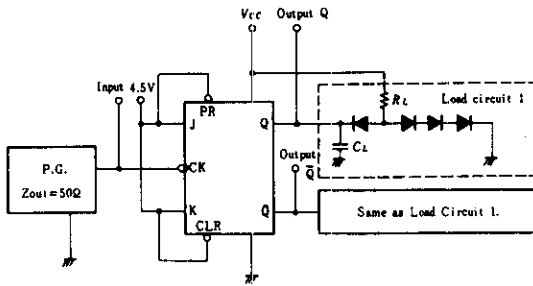 Vcc
Output Q
Input 4.5V
PR
RL
Load circuit 1
J
Q
CL
P.G.
Zout=50Ω
CK
Output
Q̄
K
CLR
Q̄
Same as Load Circuit 1.